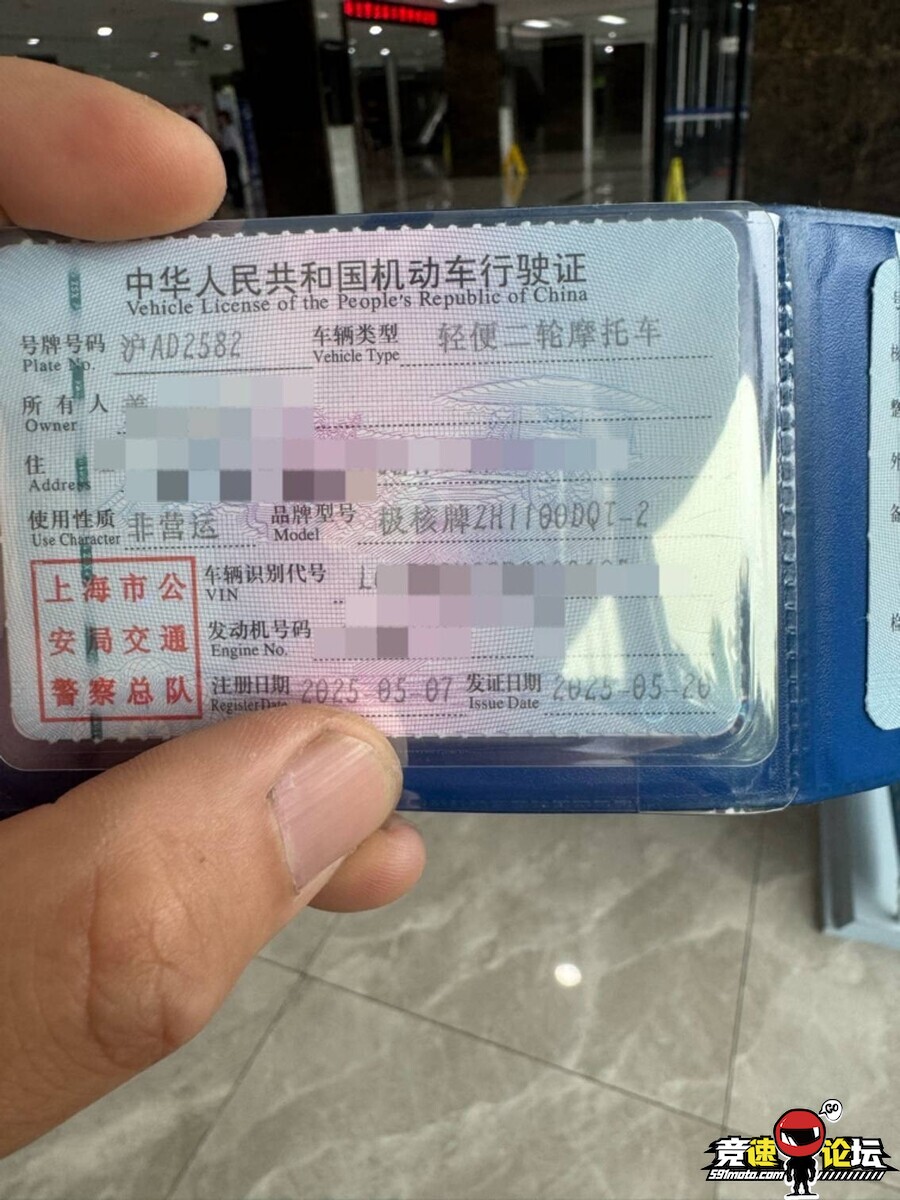 中华人民共和国机动车行驶证
Vehicle License of the People's Republic of China
号牌号码 沪AD2582 车辆类型 轻便二轮摩托车
Plate No. Vehicle Type
所有人
Owner
住
Address
使用性质 非营运 品牌型号 极核牌ZH1100DQT-2
Use Character Model
上海市公
安局交通
警察总队
车辆识别代号
VIN
发动机号码
Engine No.
注册日期 2025-05-07 发证日期 2025-05-20
Register Date Issue Date
GO
竞速论坛
591moto.com